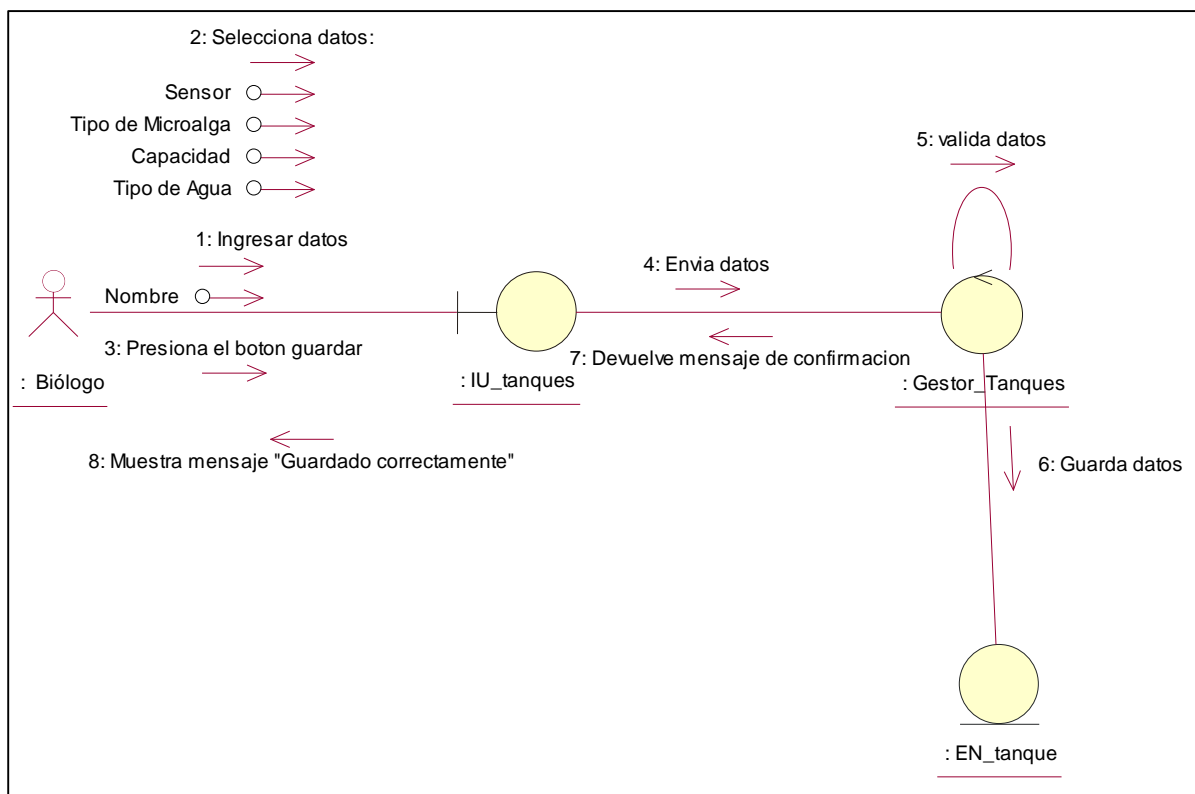 2: Selecciona datos:
Sensor
Tipo de Microalga
Capacidad
Tipo de Agua
5: valida datos
1: Ingresar datos
Nombre
4: Envia datos
3: Presiona el boton guardar
7: Devuelve mensaje de confirmacion
: Biólogo
: IU_tanques
: Gestor_Tanques
8: Muestra mensaje "Guardado correctamente"
6: Guarda datos
: EN_tanque